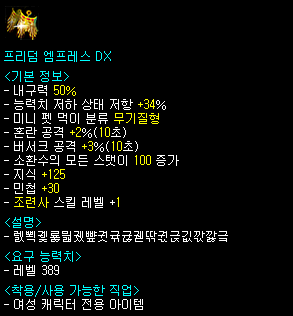 프리덤 엠프레스 DX
<기본 정보>
- 내구력 50%
- 능력치 저하 상태 저항 +34%
- 미니 펫 먹이 분류 무기질형
- 혼란 공격 +2%(10초)
- 버서크 공격 +3%(10초)
- 소환수의 모든 스탯이 100 증가
- 지식 +125
- 민첩 +30
- 조련사 스킬 레벨 +1
<설명>
<요구 능력치>
- 레벨 389
<착용/사용 가능한 직업>
- 여성 캐릭터 전용 아이템